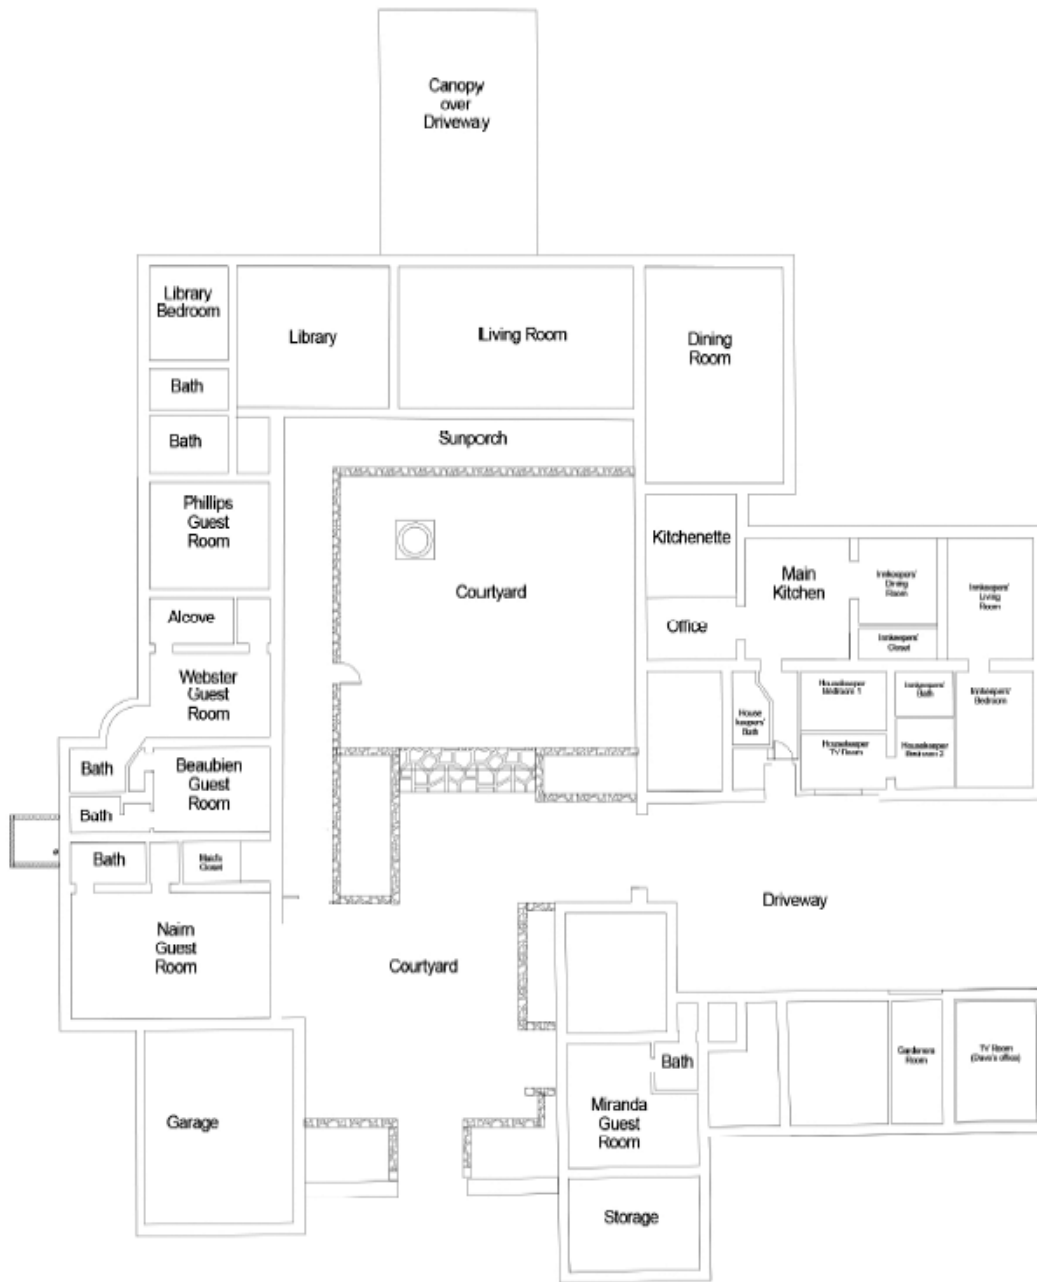 Canopy
over
Driveway
Library
Bedroom
Library
Living Room
Dining
Room
Bath
Bath
Sunporch
Phillips
Guest
Room
Kitchenette
Main
Kitchen
Innkeepers'
Dining
Room
Innkeepers'
Living
Room
Courtyard
Alcove
Office
Innkeepers'
Closet
Webster
Guest
Room
House
keepers'
Bath
Housekeeper
Bedroom 1
Innkeepers'
Bath
Innkeepers'
Bedroom
Housekeeper
TV Room
Housekeeper
Bedroom 2
Bath
Beaubien
Guest
Room
Bath
Bath
Maid's
Closet
Driveway
Nairn
Guest
Room
Courtyard
Bath
Gardeners
Room
TV Room
(Dave's office)
Miranda
Guest
Room
Garage
Storage